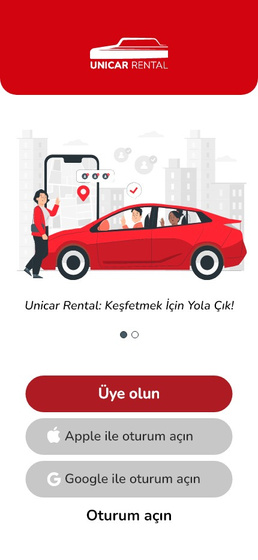 UNICAR RENTAL
Unicar Rental: Keşfetmek İçin Yola Çık!
Üye olun
Apple ile oturum açın
Google ile oturum açın
Oturum açın